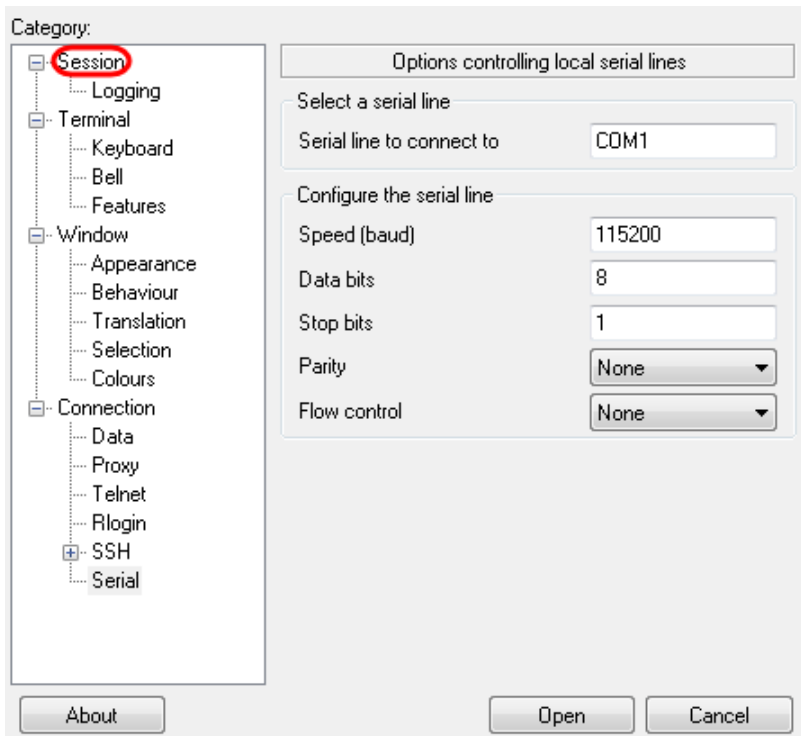 Category:
Session
Logging
Terminal
Keyboard
Bell
Features
Window
Appearance
Behaviour
Translation
Selection
Colours
Connection
Data
Proxy
Telnet
Rlogin
SSH
Serial
Options controlling local serial lines
Select a serial line
Serial line to connect to COM1
Configure the serial line
Speed (baud) 115200
Data bits 8
Stop bits 1
Parity None
Flow control None
About Open Cancel